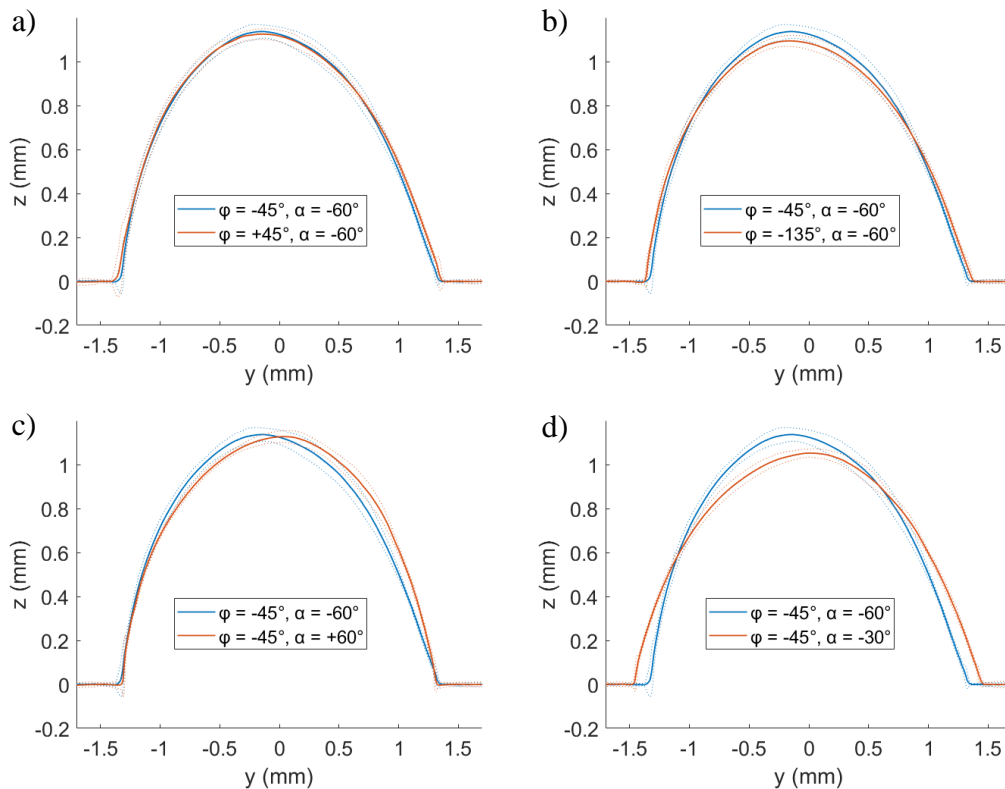 a)
1
0.8
0.6
0.4
0.2
0
-0.2
z (mm)
φ = -45°, α = -60°
φ = +45°, α = -60°
-1.5 -1 -0.5 0 0.5 1 1.5
y (mm)
b)
1
0.8
0.6
0.4
0.2
0
-0.2
z (mm)
φ = -45°, α = -60°
φ = -135°, α = -60°
-1.5 -1 -0.5 0 0.5 1 1.5
y (mm)
c)
1
0.8
0.6
0.4
0.2
0
-0.2
z (mm)
φ = -45°, α = -60°
φ = -45°, α = +60°
-1.5 -1 -0.5 0 0.5 1 1.5
y (mm)
d)
1
0.8
0.6
0.4
0.2
0
-0.2
z (mm)
φ = -45°, α = -60°
φ = -45°, α = -30°
-1.5 -1 -0.5 0 0.5 1 1.5
y (mm)